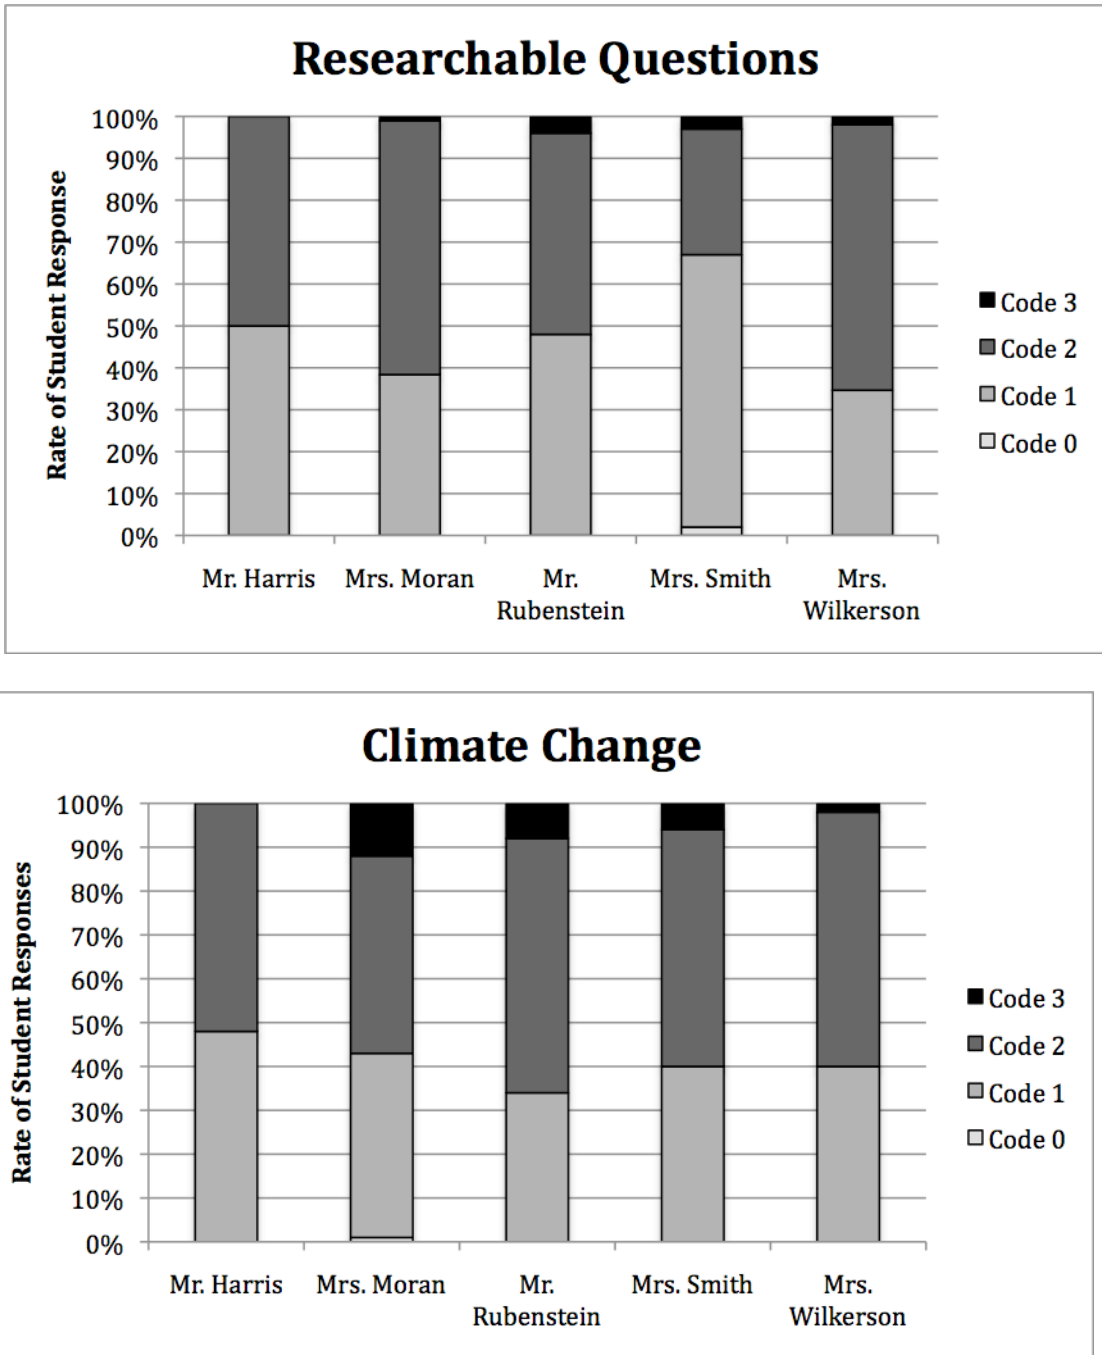 Researchable Questions
Rate of Student Response
100%
90%
80%
70%
60%
50%
40%
30%
20%
10%
0%
Mr. Harris
Mrs. Moran
Mr.
Rubenstein
Mrs. Smith
Mrs.
Wilkerson
Code 3
Code 2
Code 1
Code 0
Climate Change
Rate of Student Responses
100%
90%
80%
70%
60%
50%
40%
30%
20%
10%
0%
Mr. Harris
Mrs. Moran
Mr.
Rubenstein
Mrs. Smith
Mrs.
Wilkerson
Code 3
Code 2
Code 1
Code 0